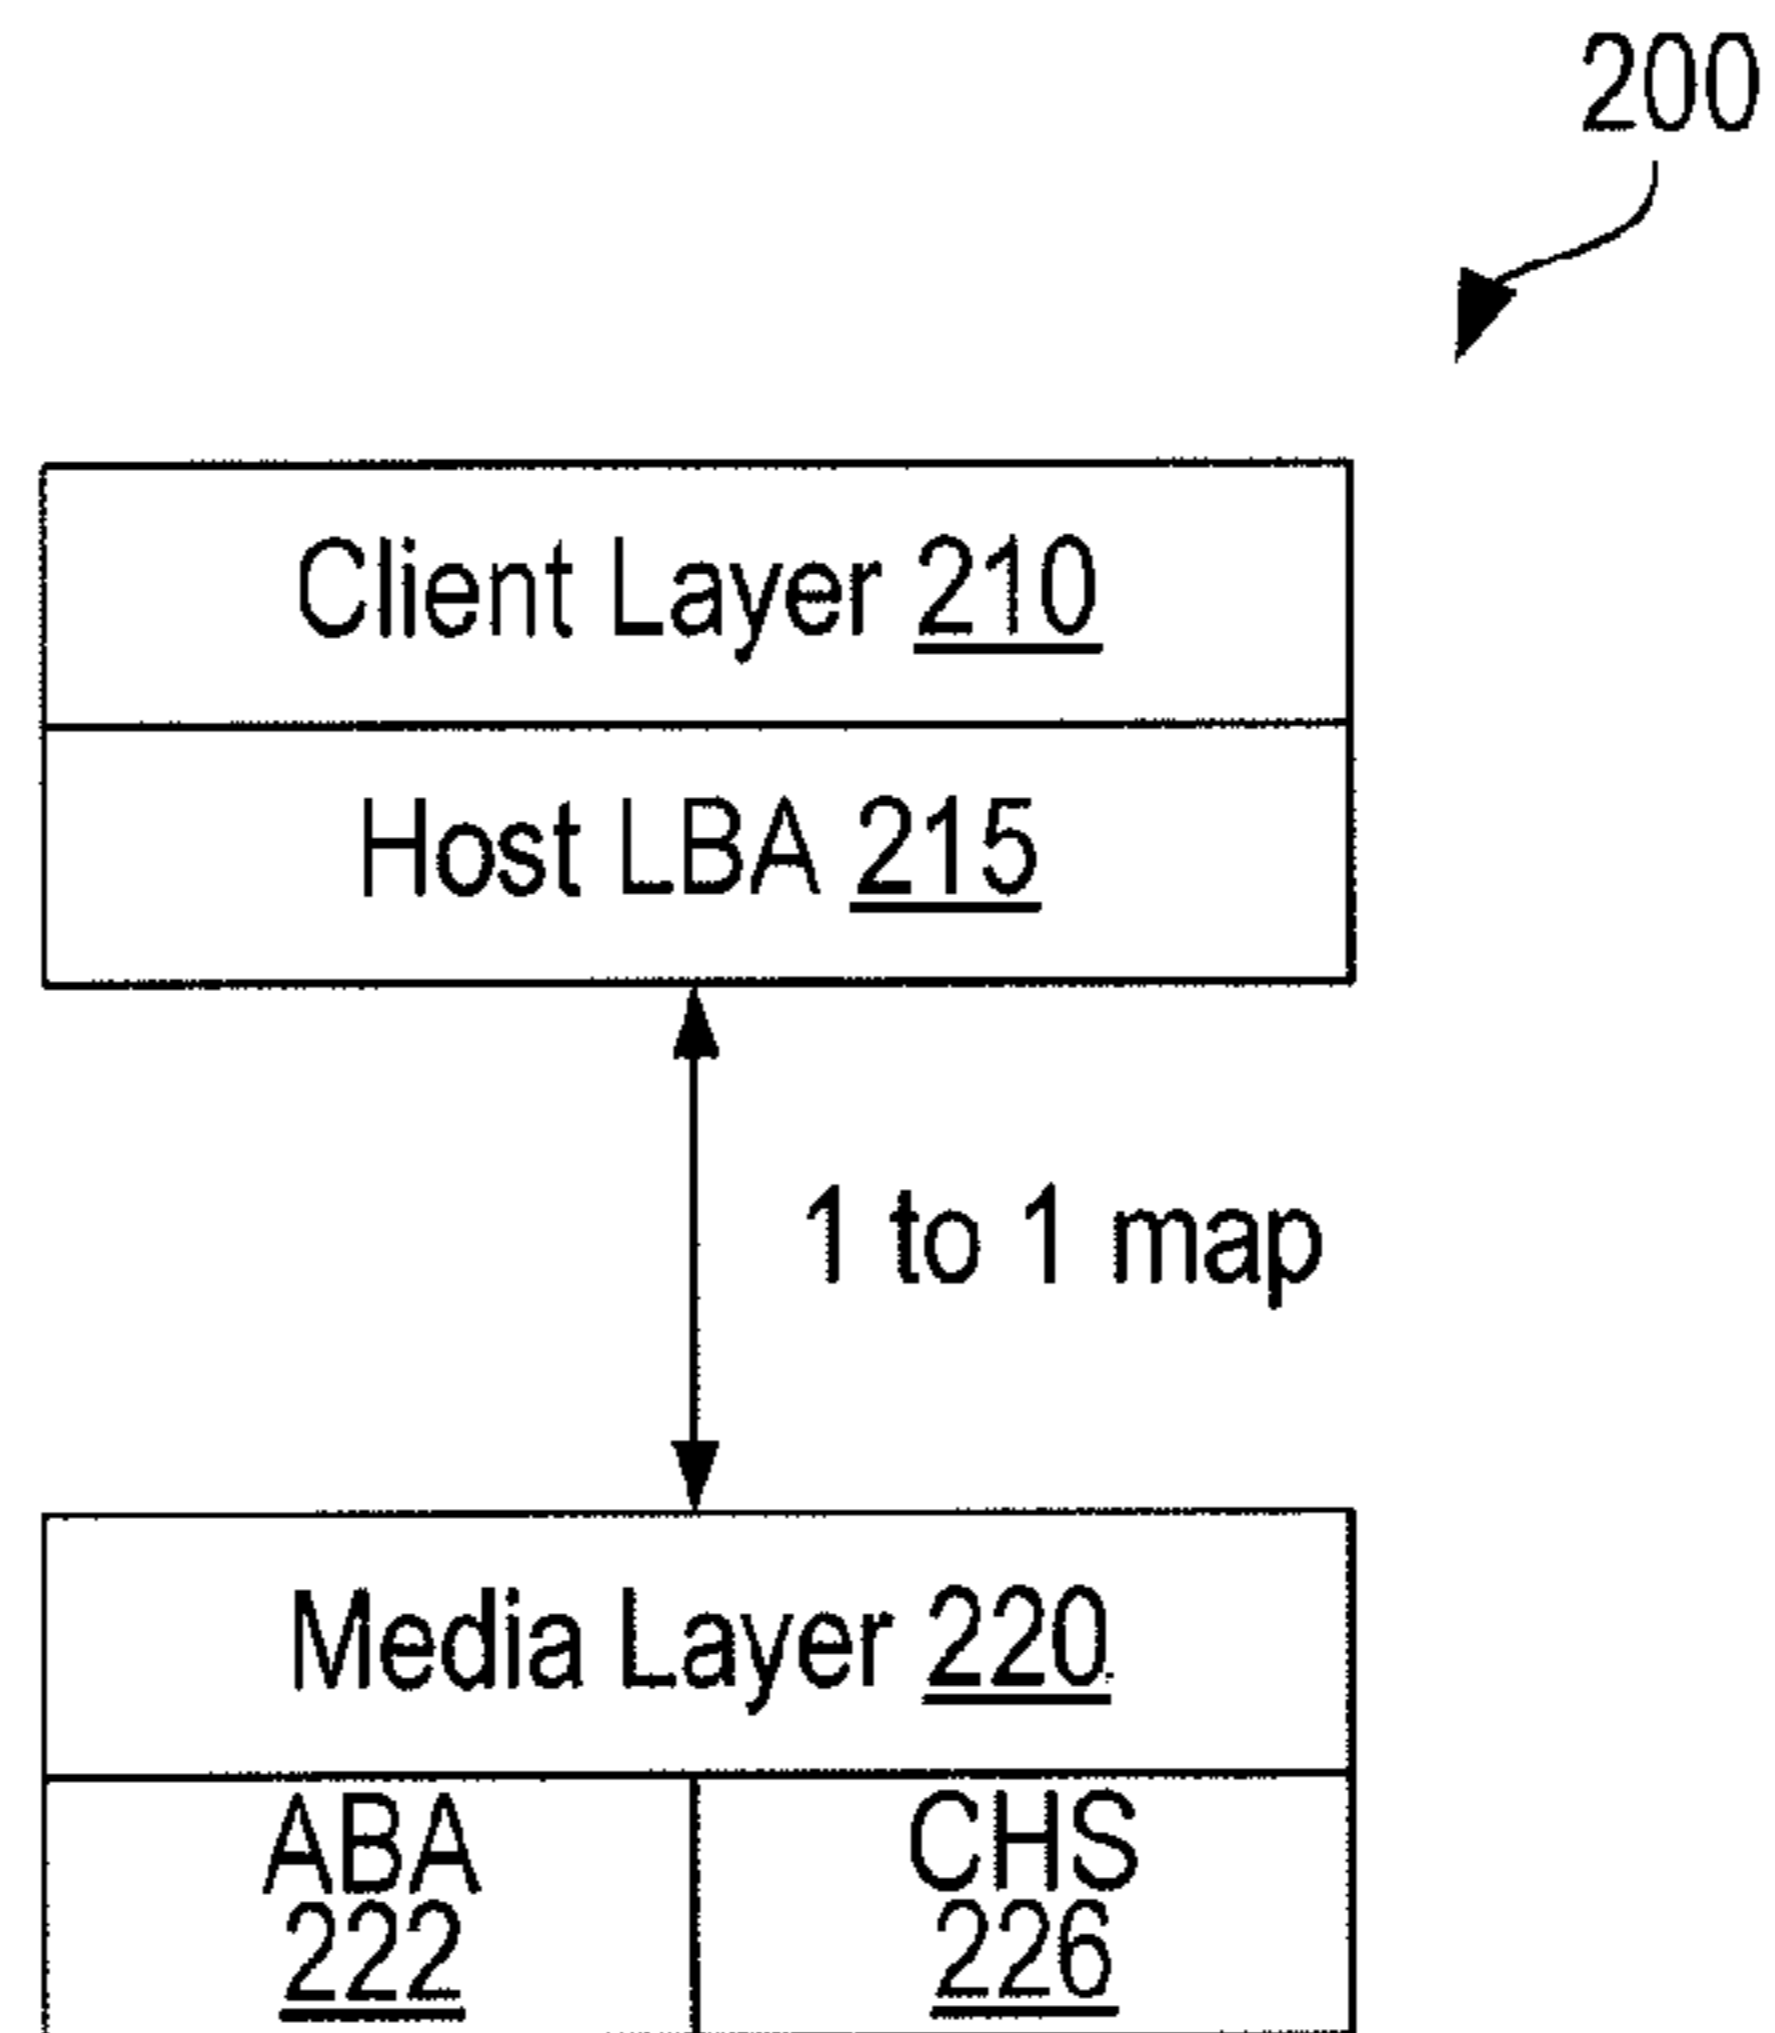 200
Client Layer 210
Host LBA 215
1 to 1 map
Media Layer 220
ABA CHS
222 226